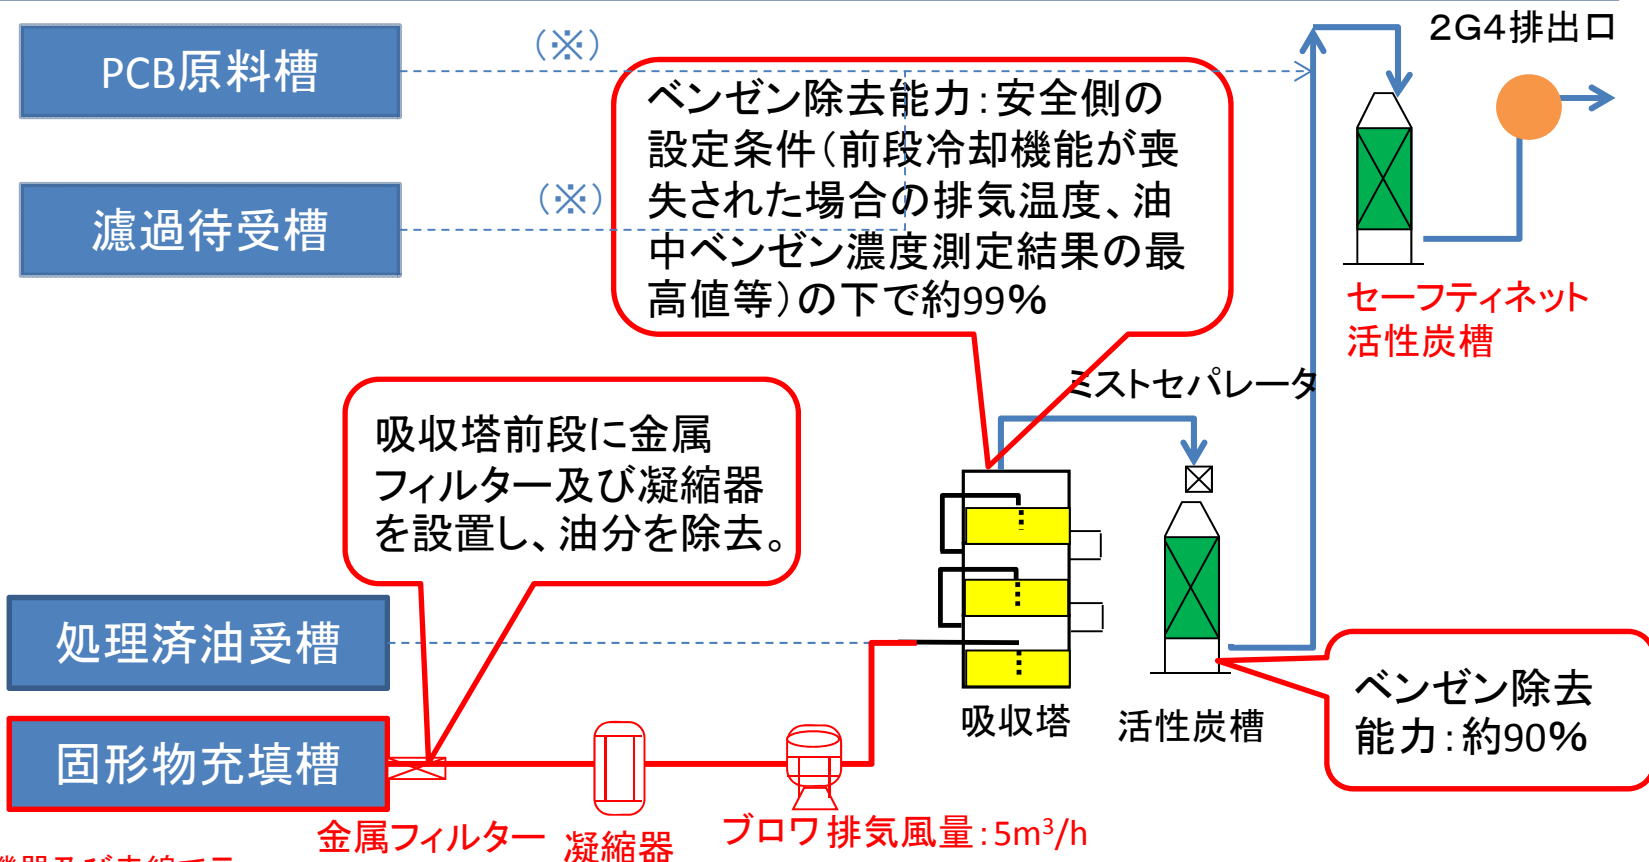 2G4排出口
PCB原料槽
(※)
ベンゼン除去能力:安全側の
設定条件(前段冷却機能が喪
失された場合の排気温度、油
中ベンゼン濃度測定結果の最
高値等)の下で約99%
濾過待受槽
(※)
セーフティネット
活性炭槽
ミストセパレータ
吸収塔前段に金属
フィルター及び凝縮器
を設置し、油分を除去。
処理済油受槽
吸収塔
活性炭槽
ベンゼン除去
能力:約90%
固形物充填槽
金属フィルター
凝縮器
ブロワ排気風量:5m³/h